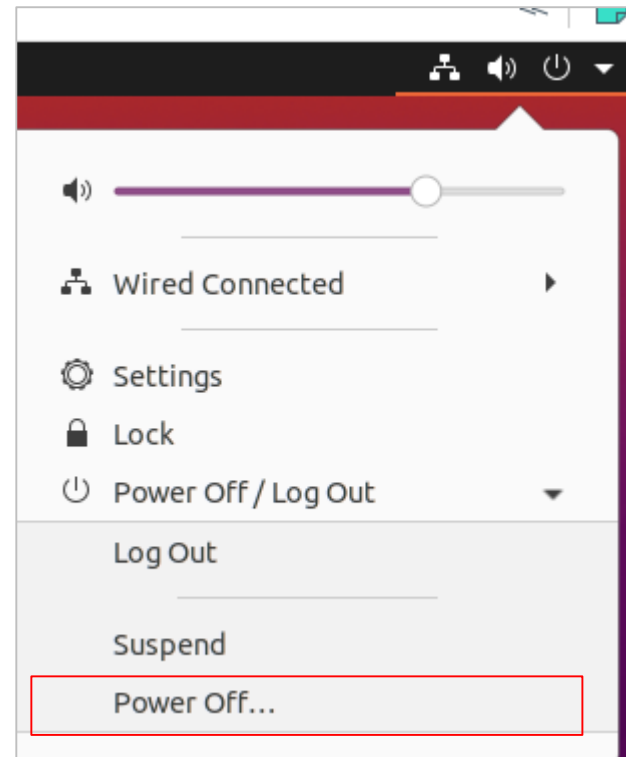 Wired Connected
Settings
Lock
Power Off / Log Out
Log Out
Suspend
Power Off...